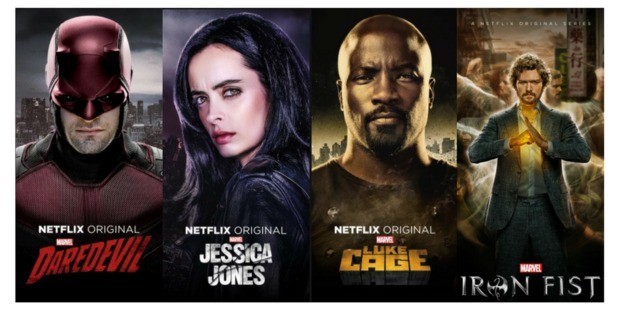 NETFLIX ORIGINAL
MARVEL
DAREDEVIL
NETFLIX ORIGINAL
MARVEL
JESSICA
JONES
NETFLIX ORIGINAL
MARVEL
LUKE
CAGE
A NETFLIX ORIGINAL SERIES
MARVEL
IRON FIST